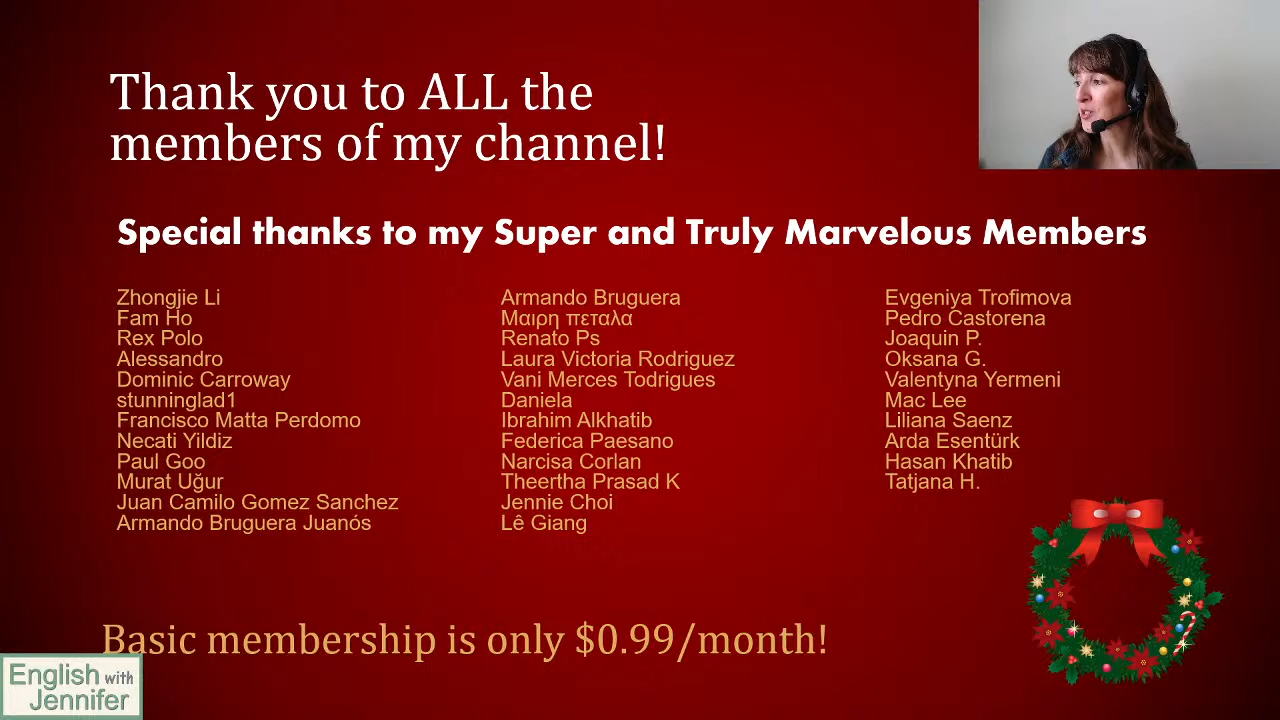 Thank you to ALL the
members of my channel!
Special thanks to my Super and Truly Marvelous Members
Zhongjie Li
Fam Ho
Rex Polo
Alessandro
Dominic Carroway
stunninglad1
Francisco Matta Perdomo
Necati Yildiz
Paul Goo
Murat Uğur
Juan Camilo Gomez Sanchez
Armando Bruguera Juanós
Armando Bruguera
Μαιρη πεταλα
Renato Ps
Laura Victoria Rodriguez
Vani Merces Todrigues
Daniela
Ibrahim Alkhatib
Federica Paesano
Narcisa Corlan
Theertha Prasad K
Jennie Choi
Lê Giang
Evgeniya Trofimova
Pedro Castorena
Joaquin P.
Oksana G.
Valentyna Yermeni
Mac Lee
Liliana Saenz
Arda Esentürk
Hasan Khatib
Tatjana H.
Basic membership is only $0.99/month!
English with
Jennifer